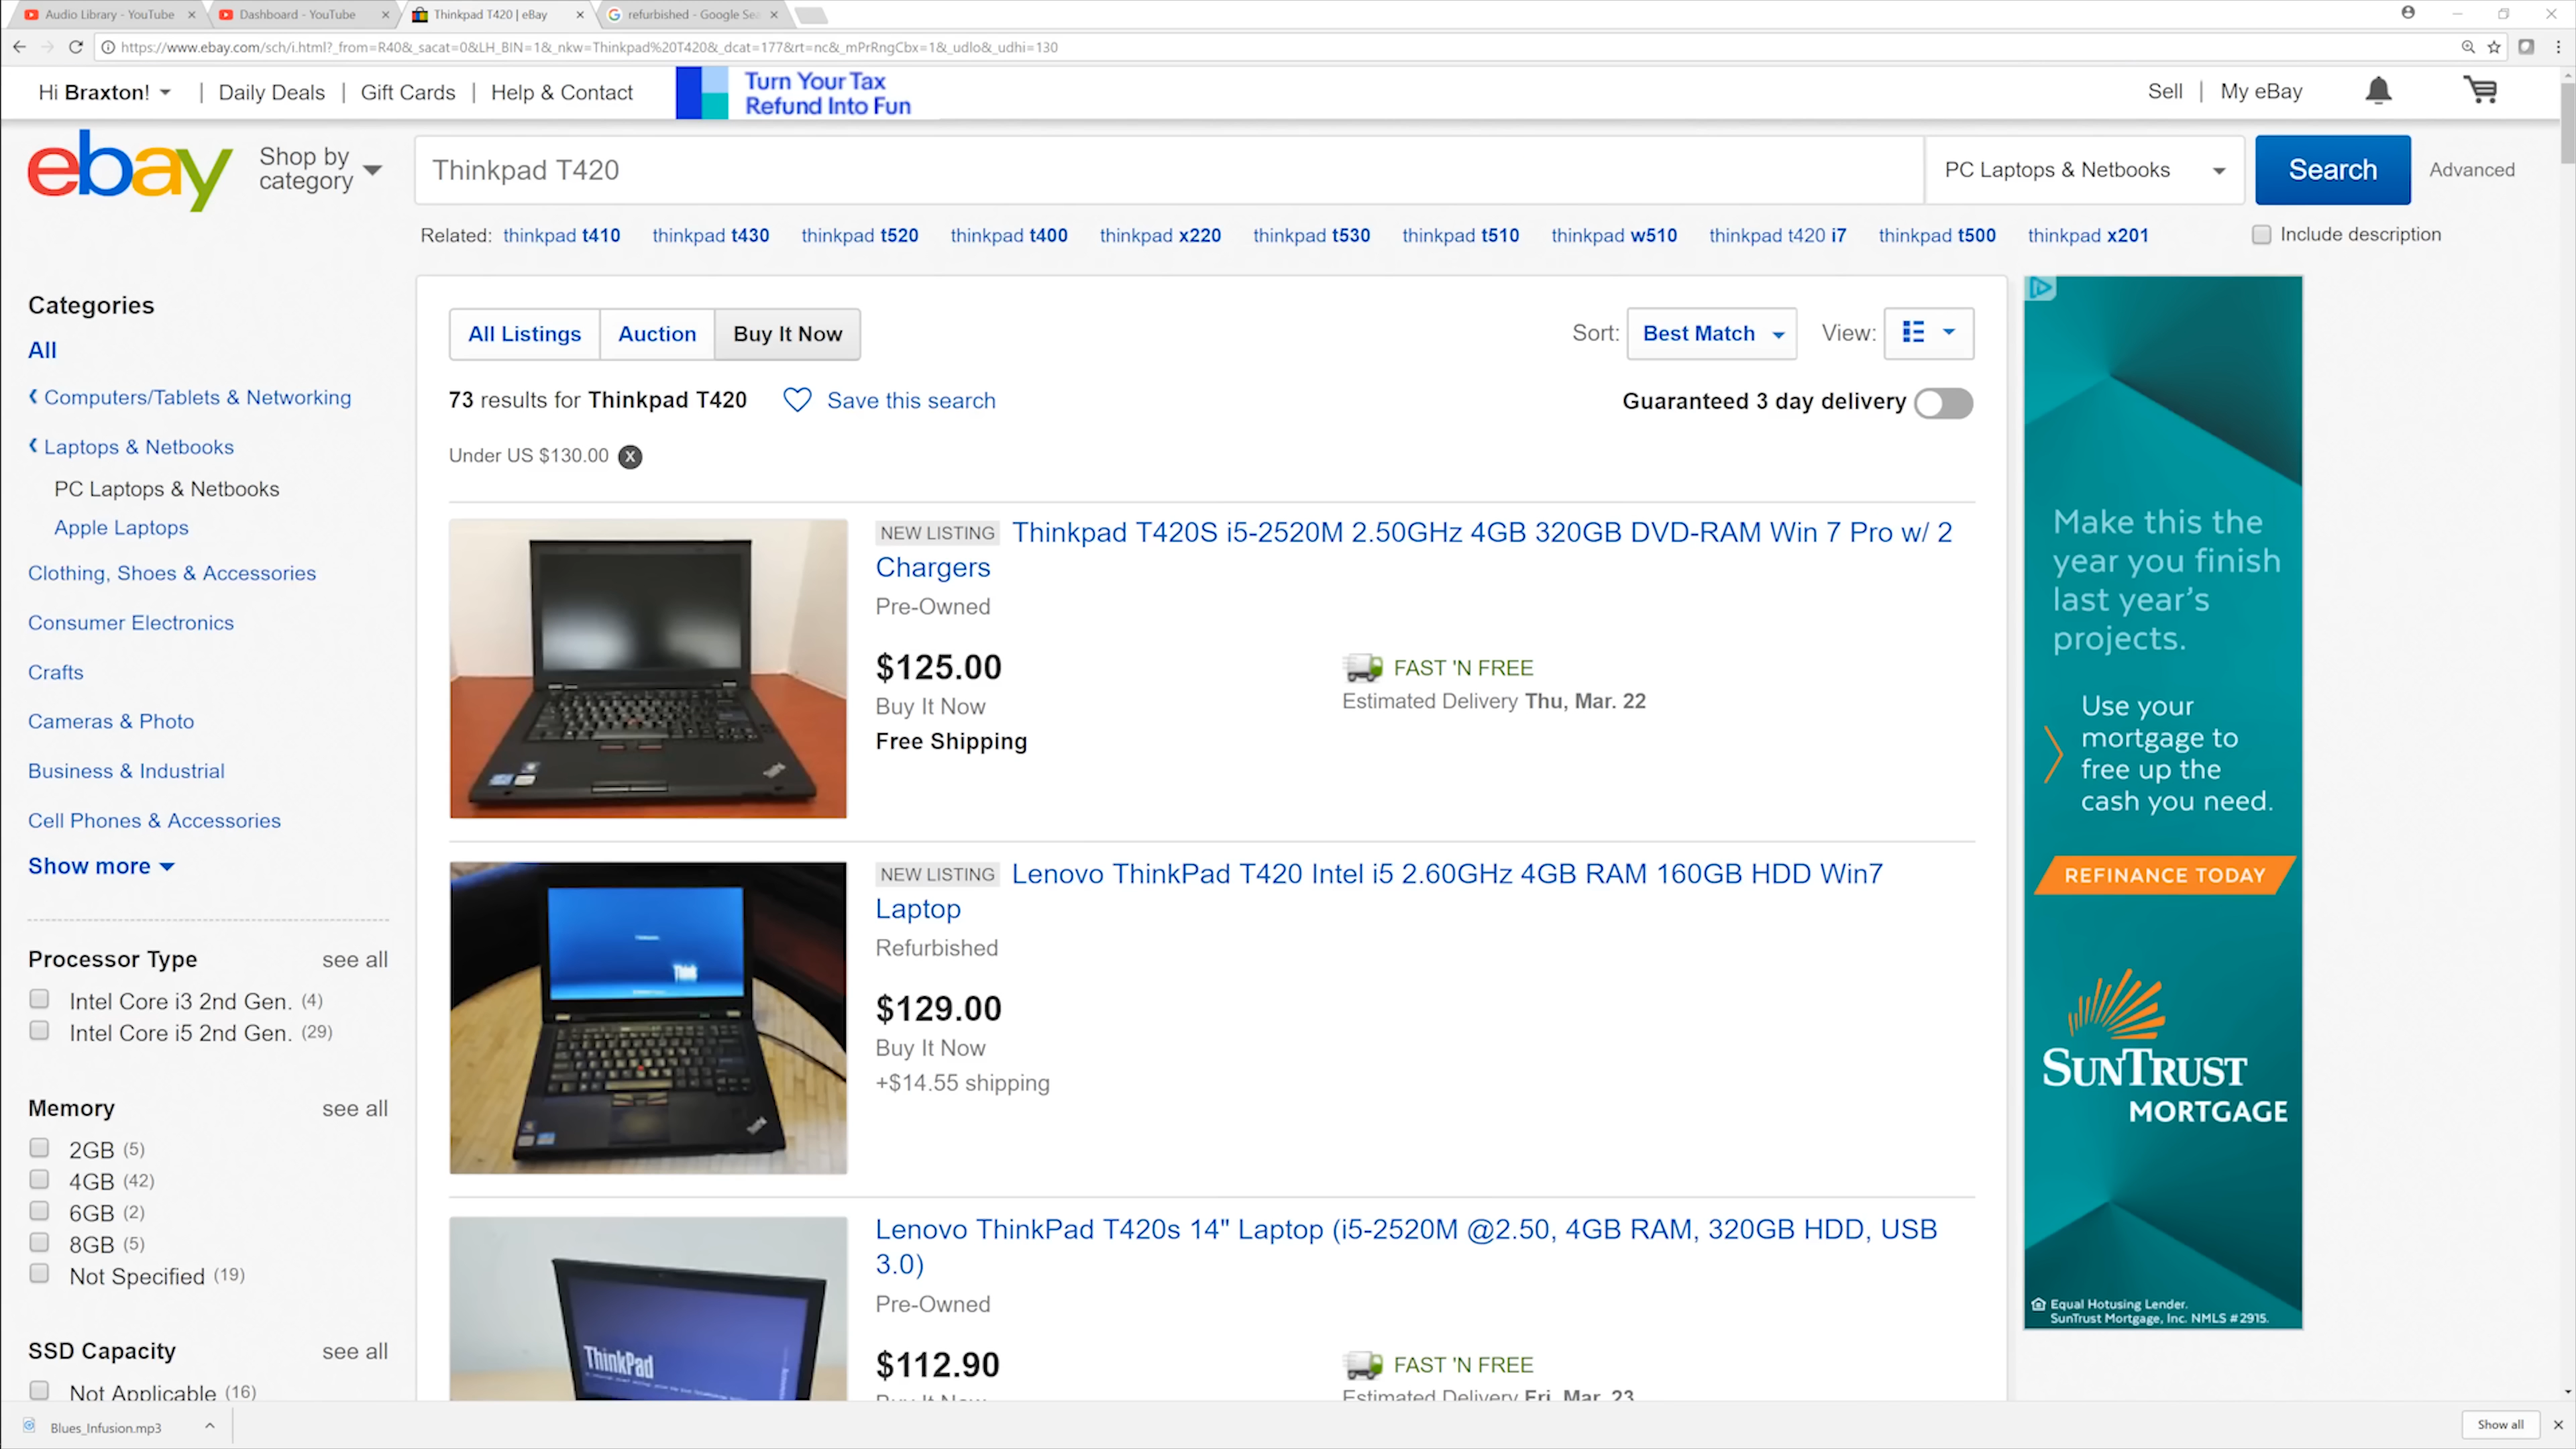 Audio Library - YouTube
Dashboard - YouTube
Thinkpad T420 | eBay
refurbished - Google Sea
https://www.ebay.com/sch/i.html?_from=R40&_sacat=0&LH_BIN=1&_nkw=Thinkpad%20T420&_dcat=177&rt=nc&_mPrRngCbx=1&_udlo&_udhi=130
Hi Braxton! | Daily Deals | Gift Cards | Help & Contact
Turn Your Tax
Refund Into Fun
Sell | My eBay
ebay
Shop by
category
Thinkpad T420
PC Laptops & Netbooks
Search
Advanced
Related: thinkpad t410 thinkpad t430 thinkpad t520 thinkpad t400 thinkpad x220 thinkpad t530 thinkpad t510 thinkpad w510 thinkpad t420 i7 thinkpad t500 thinkpad x201
Include description
Categories
All
Computers/Tablets & Networking
Laptops & Netbooks
PC Laptops & Netbooks
Apple Laptops
Clothing, Shoes & Accessories
Consumer Electronics
Crafts
Cameras & Photo
Business & Industrial
Cell Phones & Accessories
Show more
Processor Type see all
Intel Core i3 2nd Gen. (4)
Intel Core i5 2nd Gen. (29)
Memory see all
2GB (5)
4GB (42)
6GB (2)
8GB (5)
Not Specified (19)
SSD Capacity see all
Not Applicable (16)
All Listings Auction Buy It Now
Sort: Best Match View:
73 results for Thinkpad T420 Save this search
Guaranteed 3 day delivery
Under US $130.00 X
NEW LISTING Thinkpad T420S i5-2520M 2.50GHz 4GB 320GB DVD-RAM Win 7 Pro w/ 2
Chargers
Pre-Owned
$125.00
Buy It Now
Free Shipping
FAST 'N FREE
Estimated Delivery Thu, Mar. 22
Think
NEW LISTING Lenovo ThinkPad T420 Intel i5 2.60GHz 4GB RAM 160GB HDD Win7
Laptop
Refurbished
$129.00
Buy It Now
+$14.55 shipping
ThinkPad
Lenovo ThinkPad T420s 14" Laptop (i5-2520M @2.50, 4GB RAM, 320GB HDD, USB
3.0)
Pre-Owned
$112.90
Buy It Now
FAST 'N FREE
Estimated Delivery Fri, Mar. 23
Make this the
year you finish
last year's
projects.
Use your
mortgage to
free up the
cash you need.
REFINANCE TODAY
SUNTRUST
MORTGAGE
Equal Hotusing Lender.
SunTrust Mortgage, Inc. NMLS #2915.
Blues_Infusion.mp3
Show all